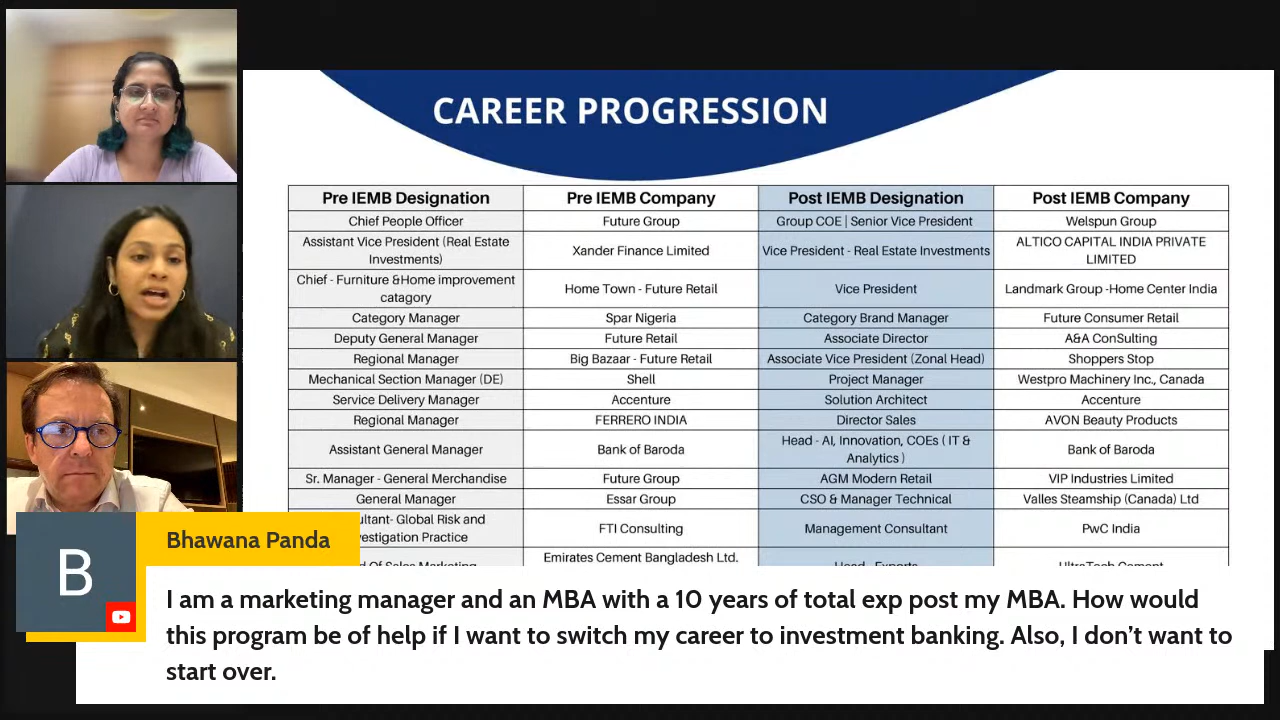 CAREER PROGRESSION
Pre IEMB Designation Pre IEMB Company Post IEMB Designation Post IEMB Company
Chief People Officer Future Group Group COE | Senior Vice President Welspun Group
Assistant Vice President (Real Estate
Investments) Xander Finance Limited Vice President - Real Estate Investments ALTICO CAPITAL INDIA PRIVATE
LIMITED
Chief - Furniture &Home improvement
catagory Home Town - Future Retail Vice President Landmark Group -Home Center India
Category Manager Spar Nigeria Category Brand Manager Future Consumer Retail
Deputy General Manager Future Retail Associate Director A&A ConSulting
Regional Manager Big Bazaar - Future Retail Associate Vice President (Zonal Head) Shoppers Stop
Mechanical Section Manager (DE) Shell Project Manager Westpro Machinery Inc., Canada
Service Delivery Manager Accenture Solution Architect Accenture
Regional Manager FERRERO INDIA Director Sales AVON Beauty Products
Assistant General Manager Bank of Baroda Head - AI, Innovation, COEs ( IT &
Analytics ) Bank of Baroda
Sr. Manager - General Merchandise Future Group AGM Modern Retail VIP Industries Limited
General Manager Essar Group CSO & Manager Technical Valles Steamship (Canada) Ltd
ultant- Global Risk and
vestigation Practice FTI Consulting Management Consultant PwC India
Emirates Cement Bangladesh Ltd.
B
Bhawana Panda
I am a marketing manager and an MBA with a 10 years of total exp post my MBA. How would
this program be of help if I want to switch my career to investment banking. Also, I don't want to
start over.